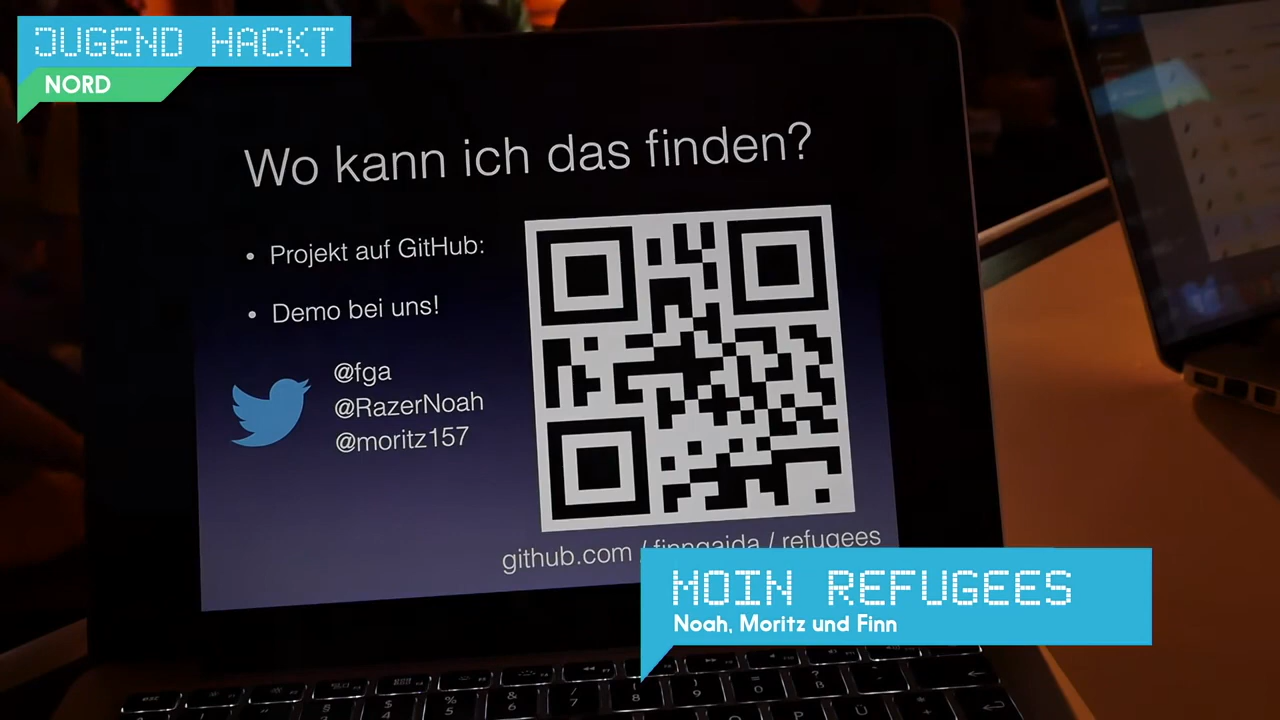 JUGEND HACKT
NORD
Wo kann ich das finden?
• Projekt auf GitHub:
• Demo bei uns!
@fga
@RazerNoah
@moritz157
github.com / finngaida / refugees
MOIN REFUGEES
Noah, Moritz und Finn